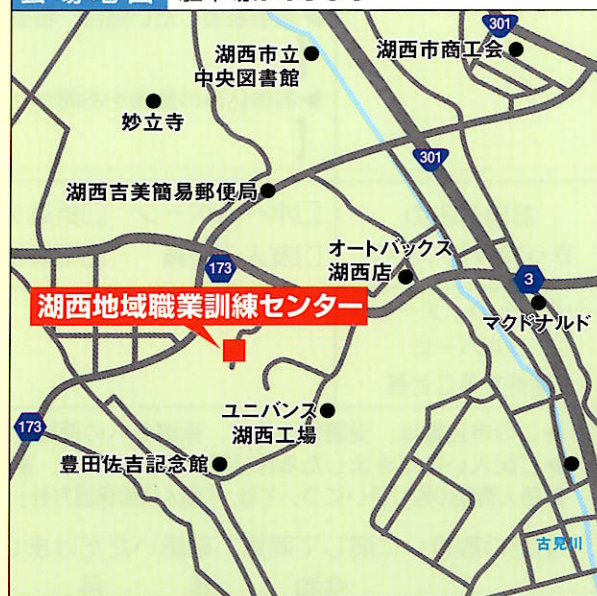 会場地図
湖西市立
中央図書館
湖西市商工会
301
妙立寺
301
湖西吉美簡易郵便局
173
オートバックス
湖西店
3
湖西地域職業訓練センター
マクドナルド
ユニバンス
湖西工場
173
豊田佐吉記念館
古見川